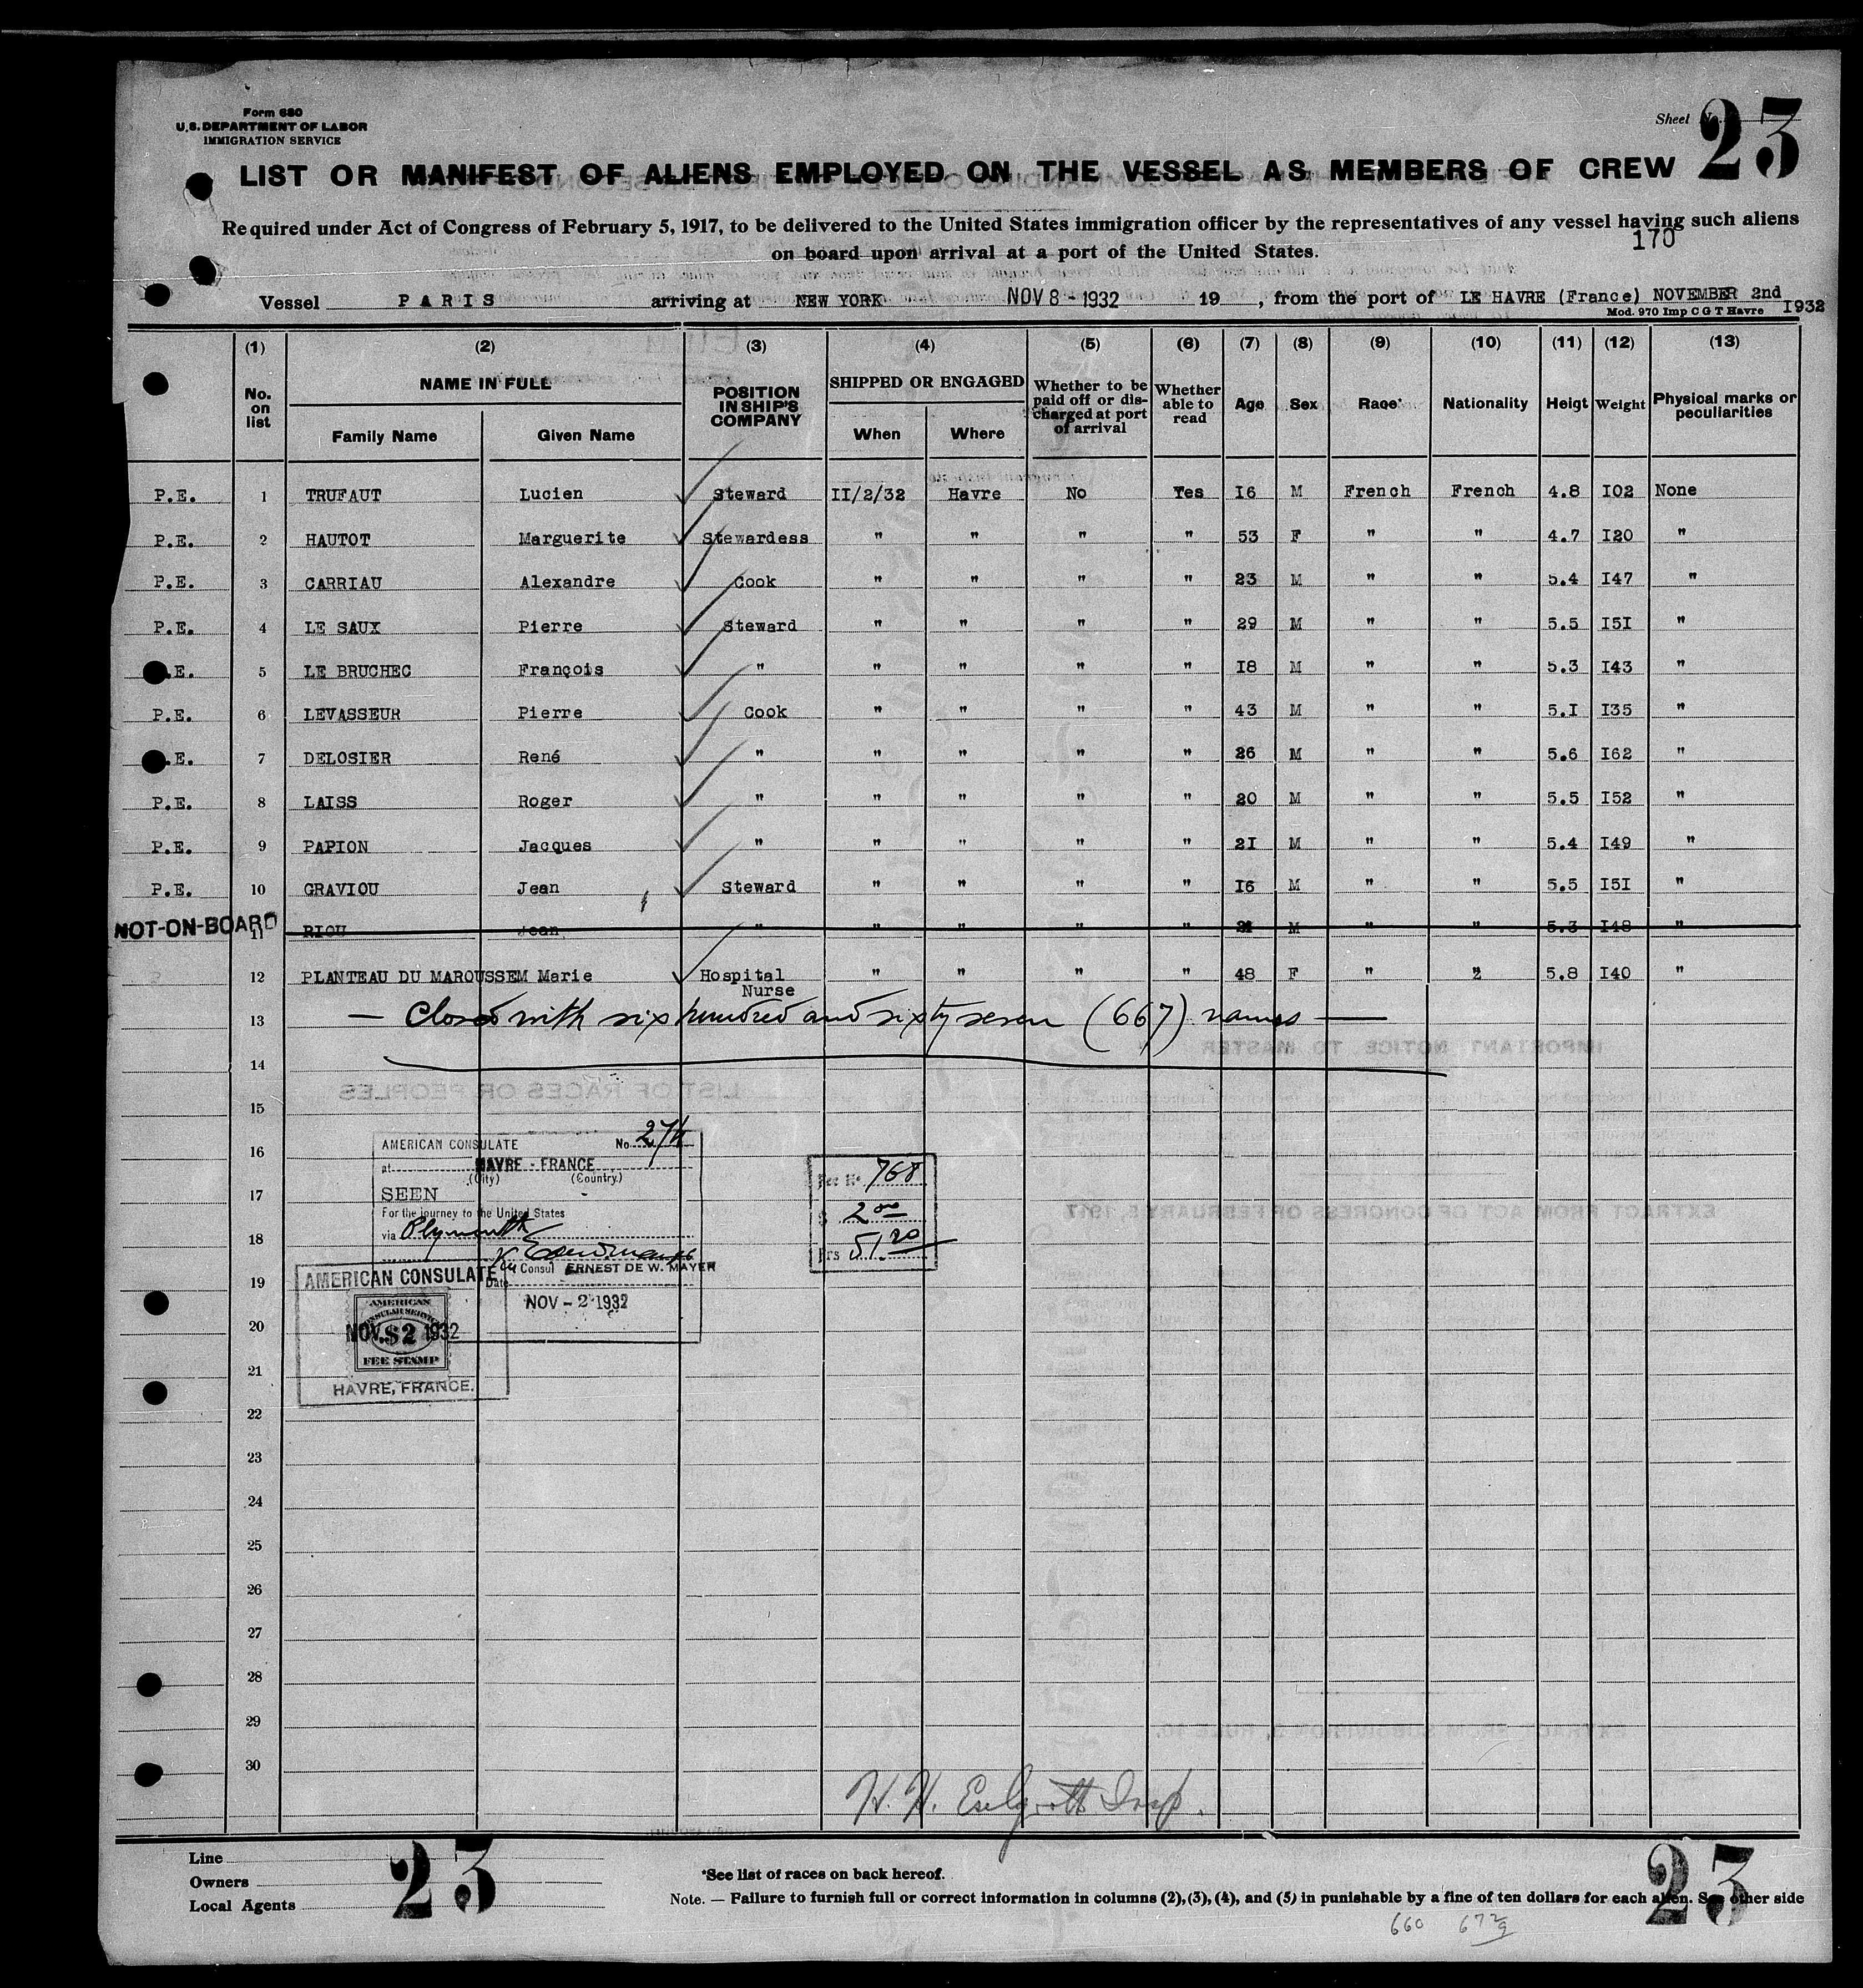 Form 680
U.S. DEPARTMENT OF LABOR
IMMIGRATION SERVICE
Sheet No. 23
LIST OR MANIFEST OF ALIENS EMPLOYED ON THE VESSEL AS MEMBERS OF CREW
Required under Act of Congress of February 5, 1917, to be delivered to the United States immigration officer by the representatives of any vessel having such aliens
on board upon arrival at a port of the United States.
170
Vessel PARIS arriving at NEW YORK NOV 8 - 1932 19 , from the port of LE HAVRE (France) NOVEMBER 2nd 1932
Mod. 970 Imp C G T Havre
(1) (2) (3) (4) (5) (6) (7) (8) (9) (10) (11) (12) (13)
No. on list NAME IN FULL Family Name Given Name POSITION IN SHIP'S COMPANY SHIPPED OR ENGAGED When Where Whether to be paid off or discharged at port of arrival Whether able to read Age Sex Race* Nationality Heigt Weight Physical marks or peculiarities
P.E. 1 TRUFAUT Lucien Steward II/2/32 Havre No Yes I6 M French French 4.8 I02 None
P.E. 2 HAUTOT Marguerite Stewardess " " " " 53 F " " 4.7 I20 "
P.E. 3 CARRIAU Alexandre Cook " " " " 23 M " " 5.4 I47 "
P.E. 4 LE SAUX Pierre Steward " " " " 29 M " " 5.5 I5I "
.E. 5 LE BRUCHEC François " " " " " I8 M " " 5.3 I43 "
P.E. 6 LEVASSEUR Pierre Cook " " " " 43 M " " 5.I I35 "
.E. 7 DELOSIER René " " " " " 26 M " " 5.6 I62 "
P.E. 8 LAISS Roger " " " " " 20 M " " 5.5 I52 "
P.E. 9 PAPION Jacques " " " " " 2I M " " 5.4 I49 "
P.E. 10 GRAVIOU Jean Steward " " " " I6 M " " 5.5 I5I "
NOT-ON-BOARD 11 RIOU Jean " " " " " M " " 5.3 I48 "
12 PLANTEAU DU MAROUSSEM Marie Hospital Nurse " " " " 48 F " " 5.8 I40 "
13 — Closed with six hundred and sixty seven (667) names —
14
15
16
17
18
19
20
21
22
23
24
25
26
27
28
29
30
AMERICAN CONSULATE No. 274
at HAVRE - FRANCE
(City) (Country)
SEEN
For the journey to the United States
via Plymouth
Consul ERNEST DE W. MAYER
Date
NOV - 2 1932
Fee No. 768
$ 2 00
Frs 51.20
AMERICAN CONSULATE
AMERICAN
CONSULAR SERVICE
NOV. $2 1932
FEE STAMP
HAVRE, FRANCE.
H. H. Insp.
Line
Owners
Local Agents
23
*See list of races on back hereof.
Note. — Failure to furnish full or correct information in columns (2), (3), (4), and (5) in punishable by a fine of ten dollars for each alien. See other side
23
660 672